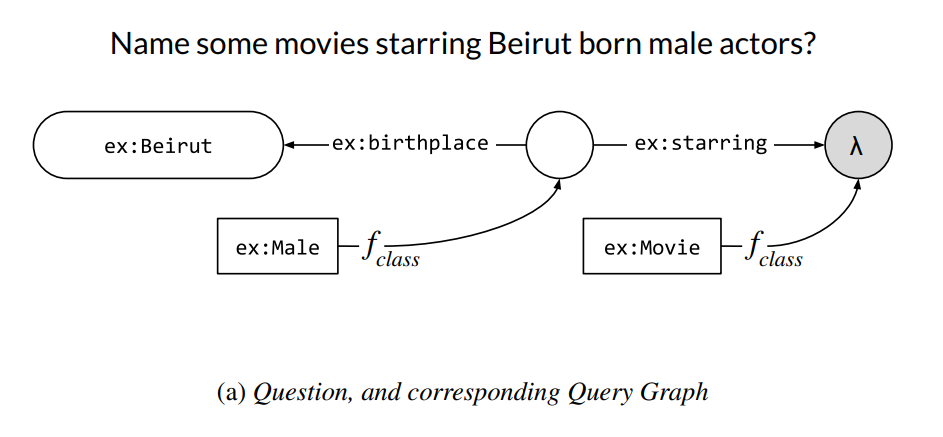 Name some movies starring Beirut born male actors?
ex:Beirut ex:birthplace ex:starring λ
ex:Male f class ex:Movie f class
(a) Question, and corresponding Query Graph